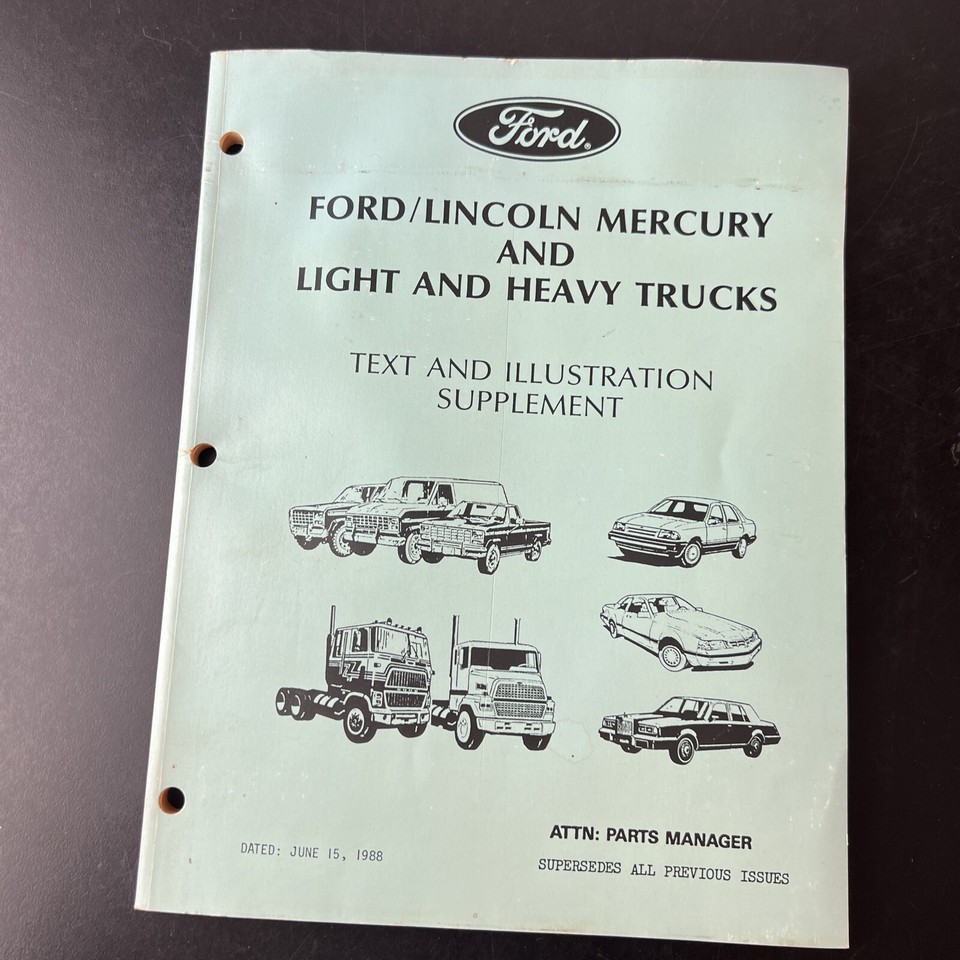 Ford®
FORD/LINCOLN MERCURY
AND
LIGHT AND HEAVY TRUCKS
TEXT AND ILLUSTRATION
SUPPLEMENT
ATTN: PARTS MANAGER
DATED: JUNE 15, 1988
SUPERSEDES ALL PREVIOUS ISSUES